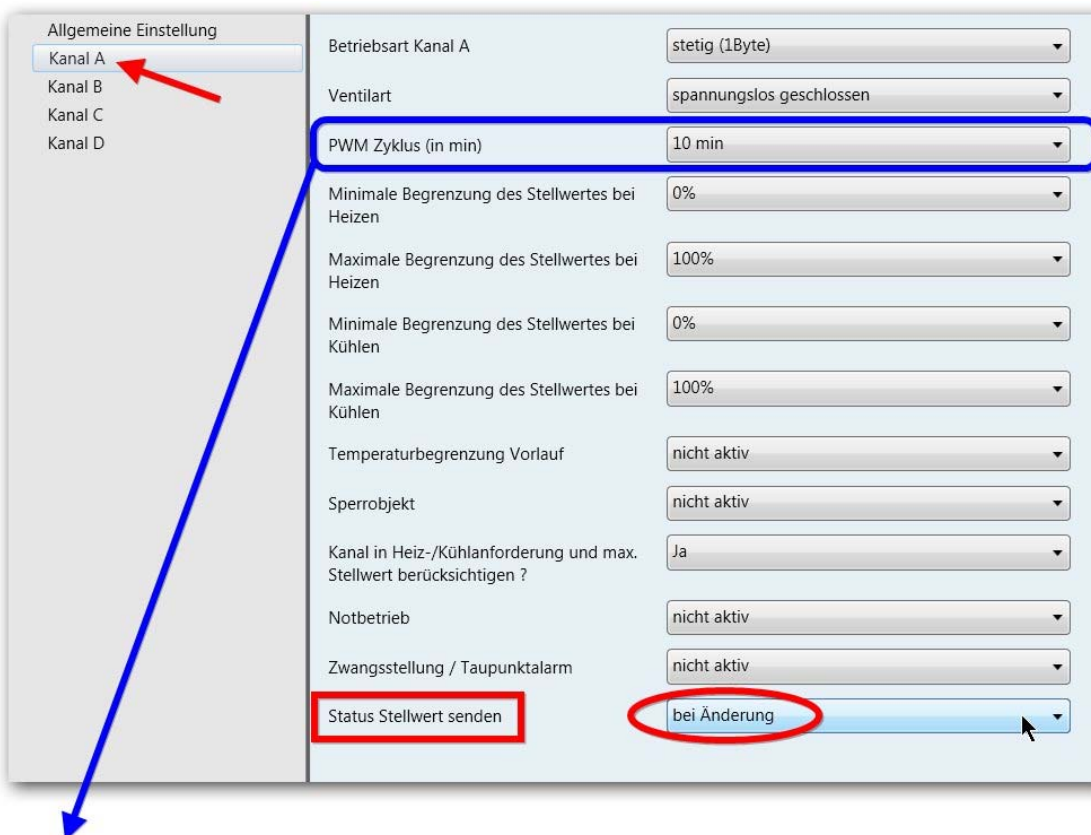 Allgemeine Einstellung
Kanal A
Kanal B
Kanal C
Kanal D
Betriebsart Kanal A
stetig (1Byte)
Ventilart
spannungslos geschlossen
PWM Zyklus (in min)
10 min
Minimale Begrenzung des Stellwertes bei
Heizen
0%
Maximale Begrenzung des Stellwertes bei
Heizen
100%
Minimale Begrenzung des Stellwertes bei
Kühlen
0%
Maximale Begrenzung des Stellwertes bei
Kühlen
100%
Temperaturbegrenzung Vorlauf
nicht aktiv
Sperrobjekt
nicht aktiv
Kanal in Heiz-/Kühlanforderung und max.
Stellwert berücksichtigen ?
Ja
Notbetrieb
nicht aktiv
Zwangsstellung / Taupunktalarm
nicht aktiv
Status Stellwert senden
bei Änderung